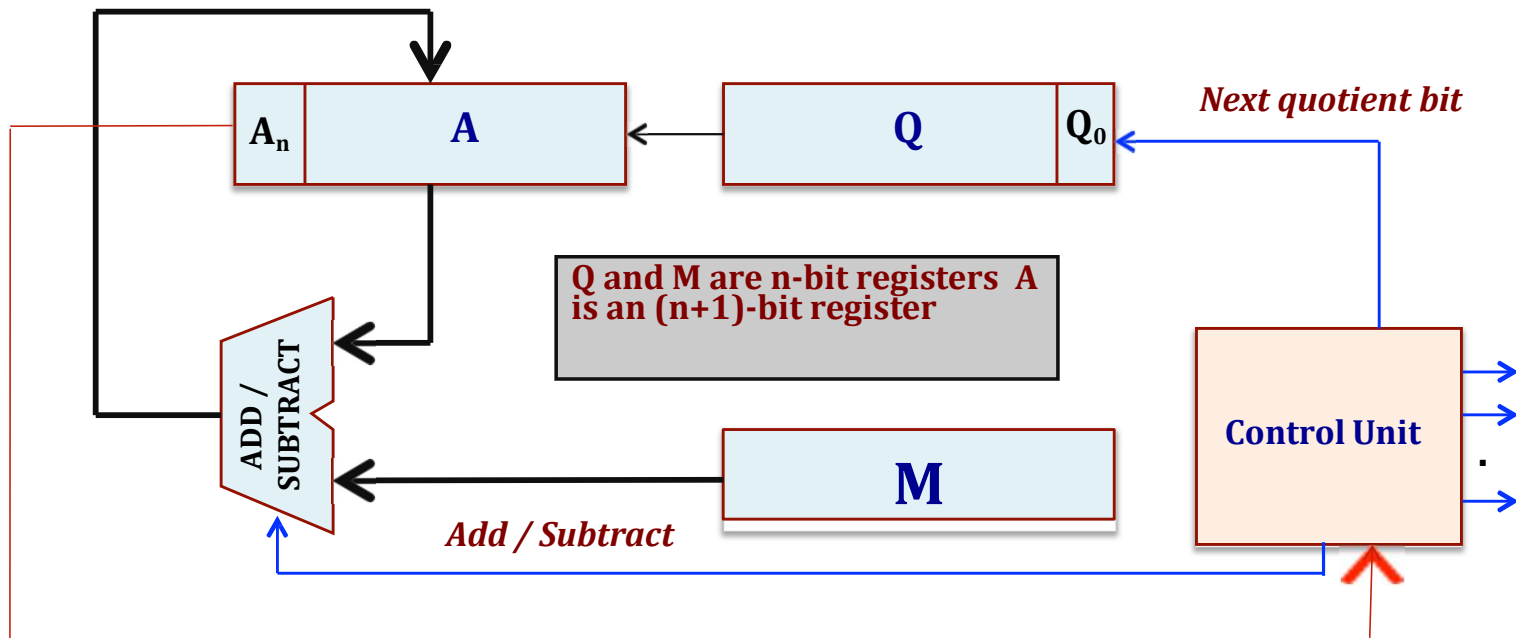 Next quotient bit
Aₙ A Q Q₀
Q and M are n-bit registers A
is an (n+1)-bit register
ADD /
SUBTRACT
Control Unit
.
M
Add / Subtract